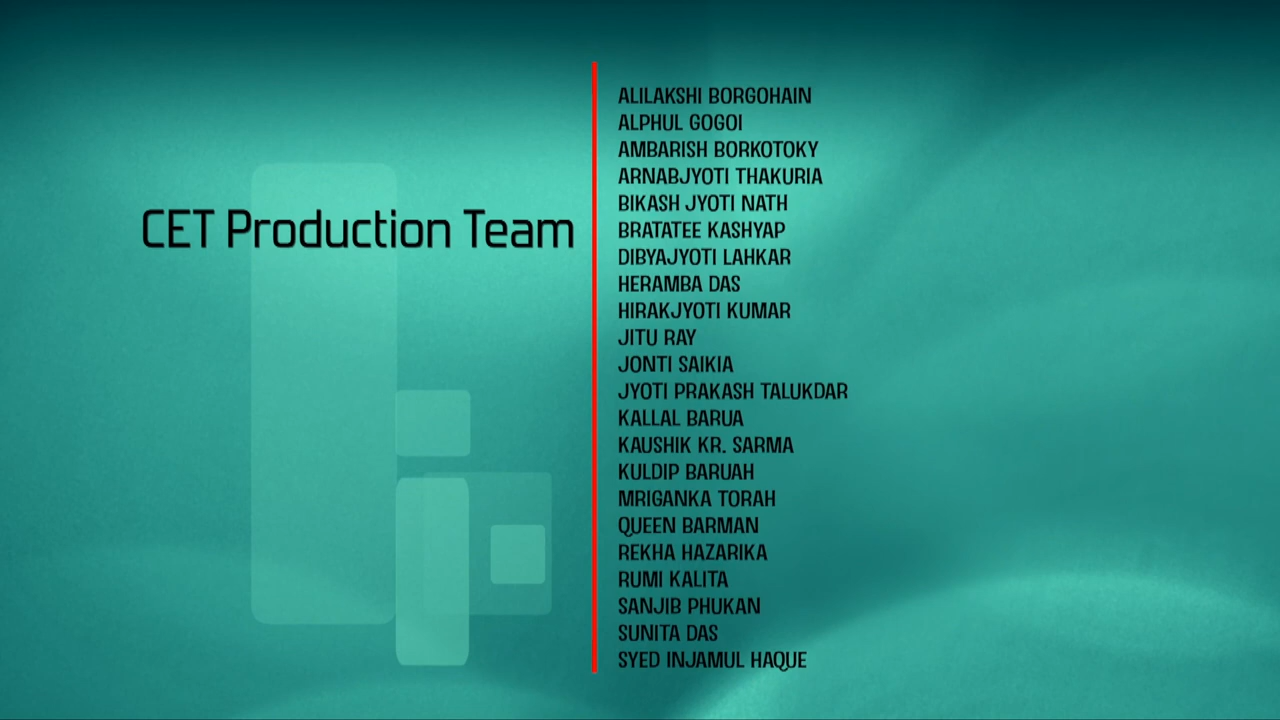 CET Production Team
ALILAKSHI BORGOHAIN
ALPHUL GOGOI
AMBARISH BORKOTOKY
ARNABJYOTI THAKURIA
BIKASH JYOTI NATH
BRATATEE KASHYAP
DIBYAJYOTI LAHKAR
HERAMBA DAS
HIRAKJYOTI KUMAR
JITU RAY
JONTI SAIKIA
JYOTI PRAKASH TALUKDAR
KALLAL BARUA
KAUSHIK KR. SARMA
KULDIP BARUAH
MRIGANKA TORAH
QUEEN BARMAN
REKHA HAZARIKA
RUMI KALITA
SANJIB PHUKAN
SUNITA DAS
SYED INJAMUL HAQUE